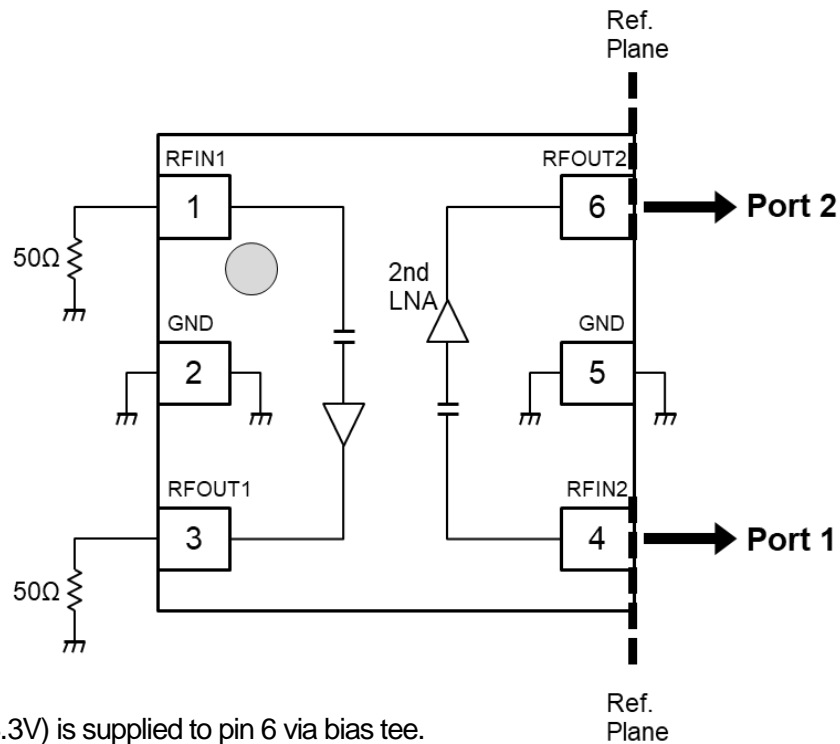 Ref.
Plane
RFIN1
RFOUT2
1
6
Port 2
50Ω
2nd
LNA
GND
GND
2
5
RFOUT1
RFIN2
3
4
Port 1
50Ω
.3V) is supplied to pin 6 via bias tee.
Ref.
Plane